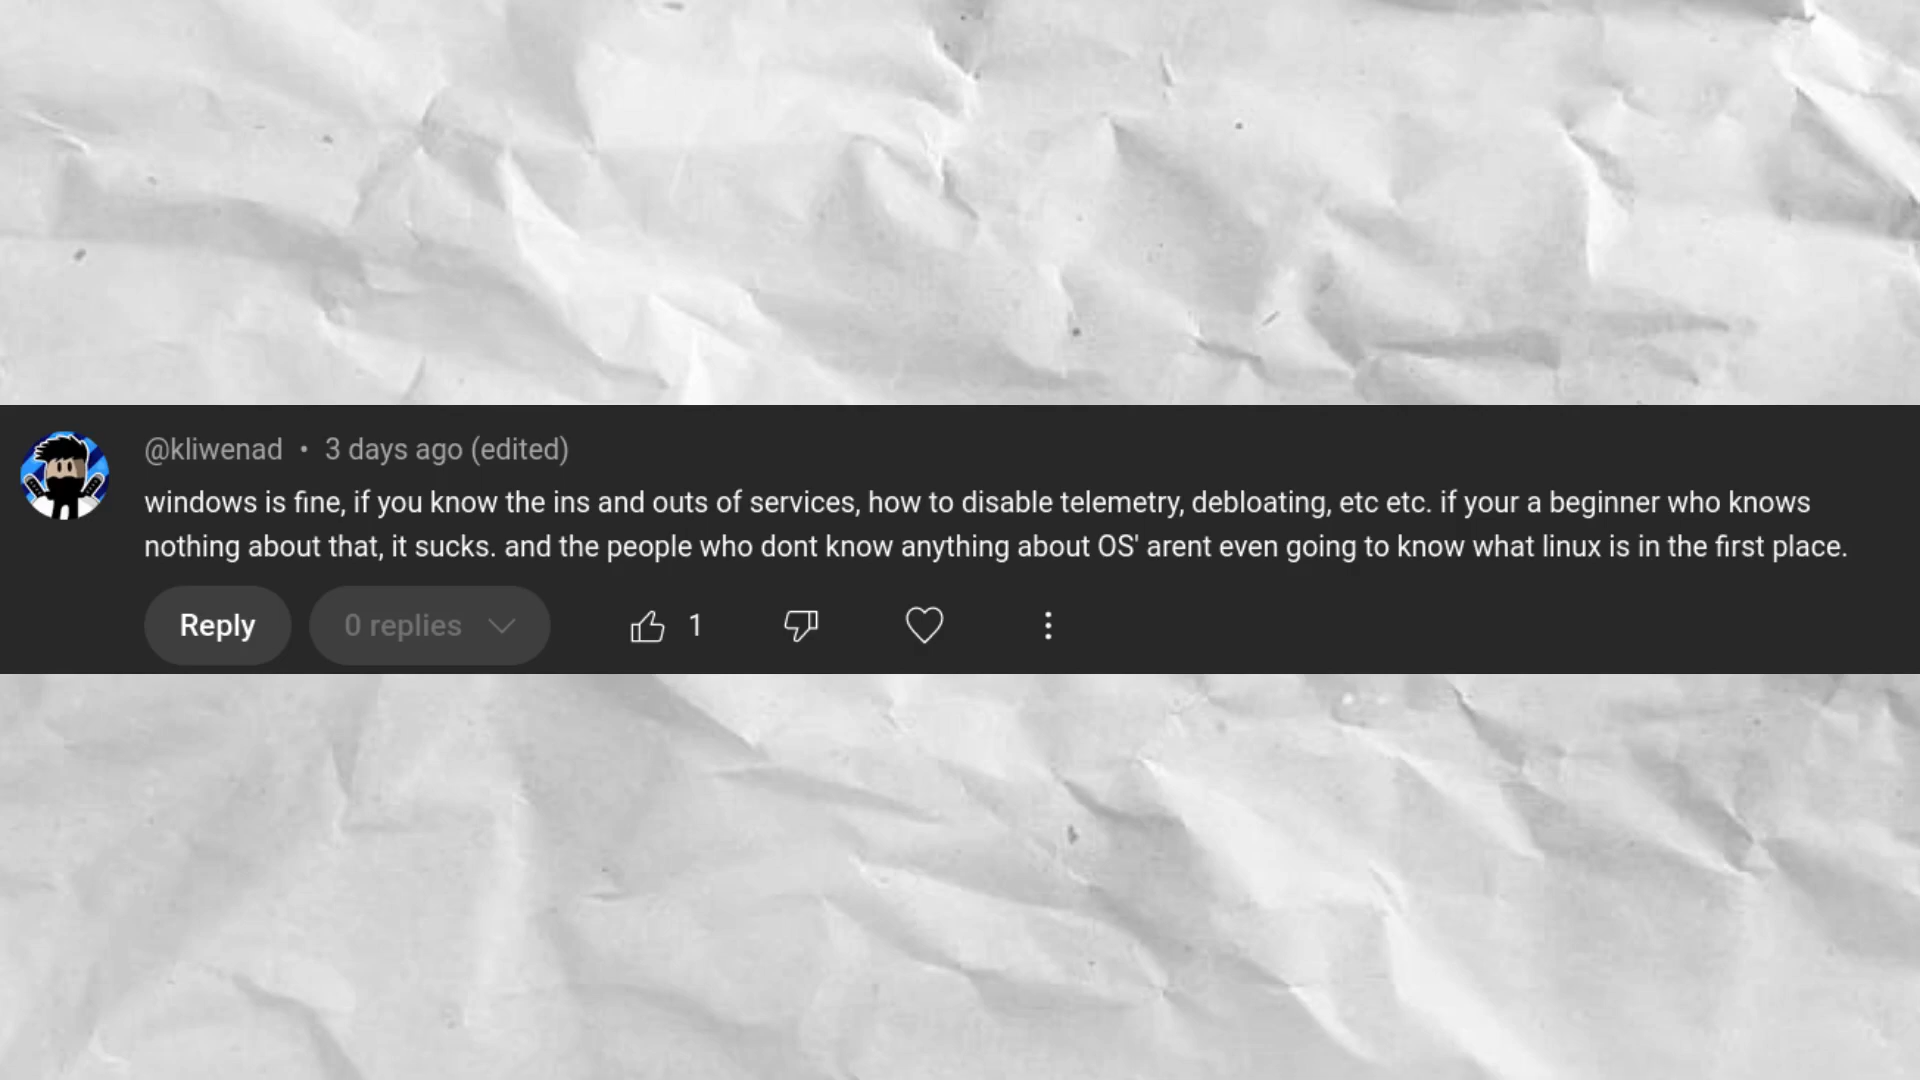 @kliwenad • 3 days ago (edited)
windows is fine, if you know the ins and outs of services, how to disable telemetry, debloating, etc etc. if your a beginner who knows
nothing about that, it sucks. and the people who dont know anything about OS' arent even going to know what linux is in the first place.
Reply 0 replies 1